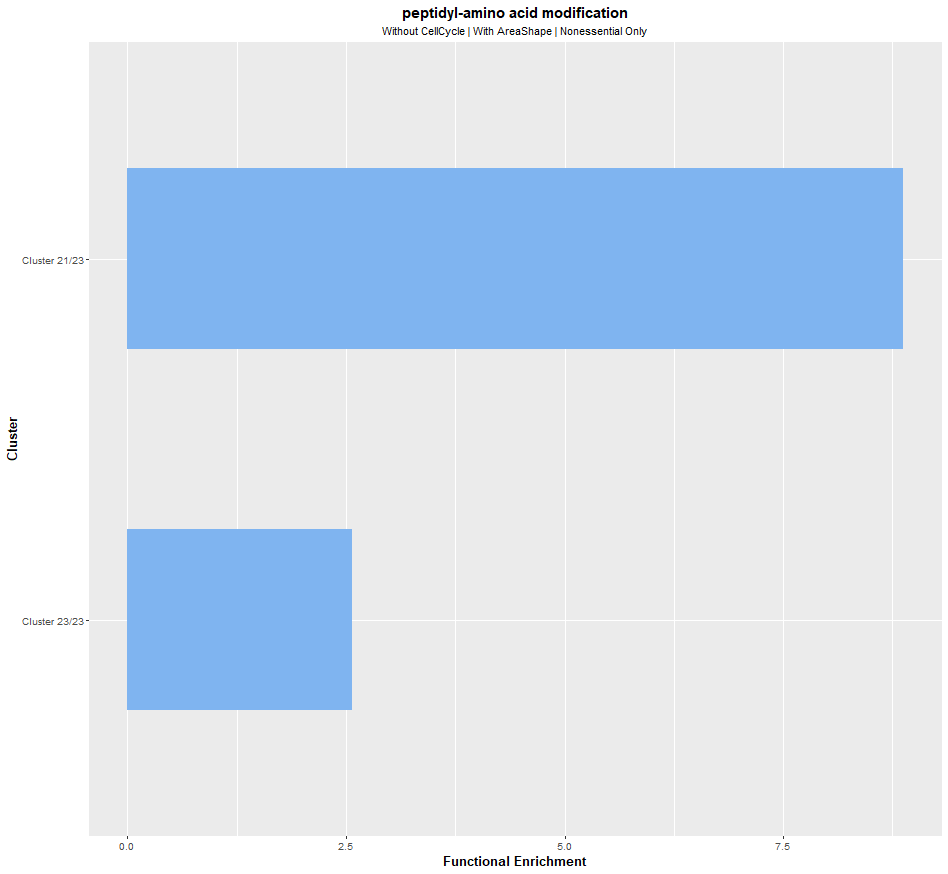 peptidyl-amino acid modification
Without CellCycle | With AreaShape | Nonessential Only
Cluster 21/23
Cluster
Cluster 23/23
0.0 2.5 5.0 7.5
Functional Enrichment